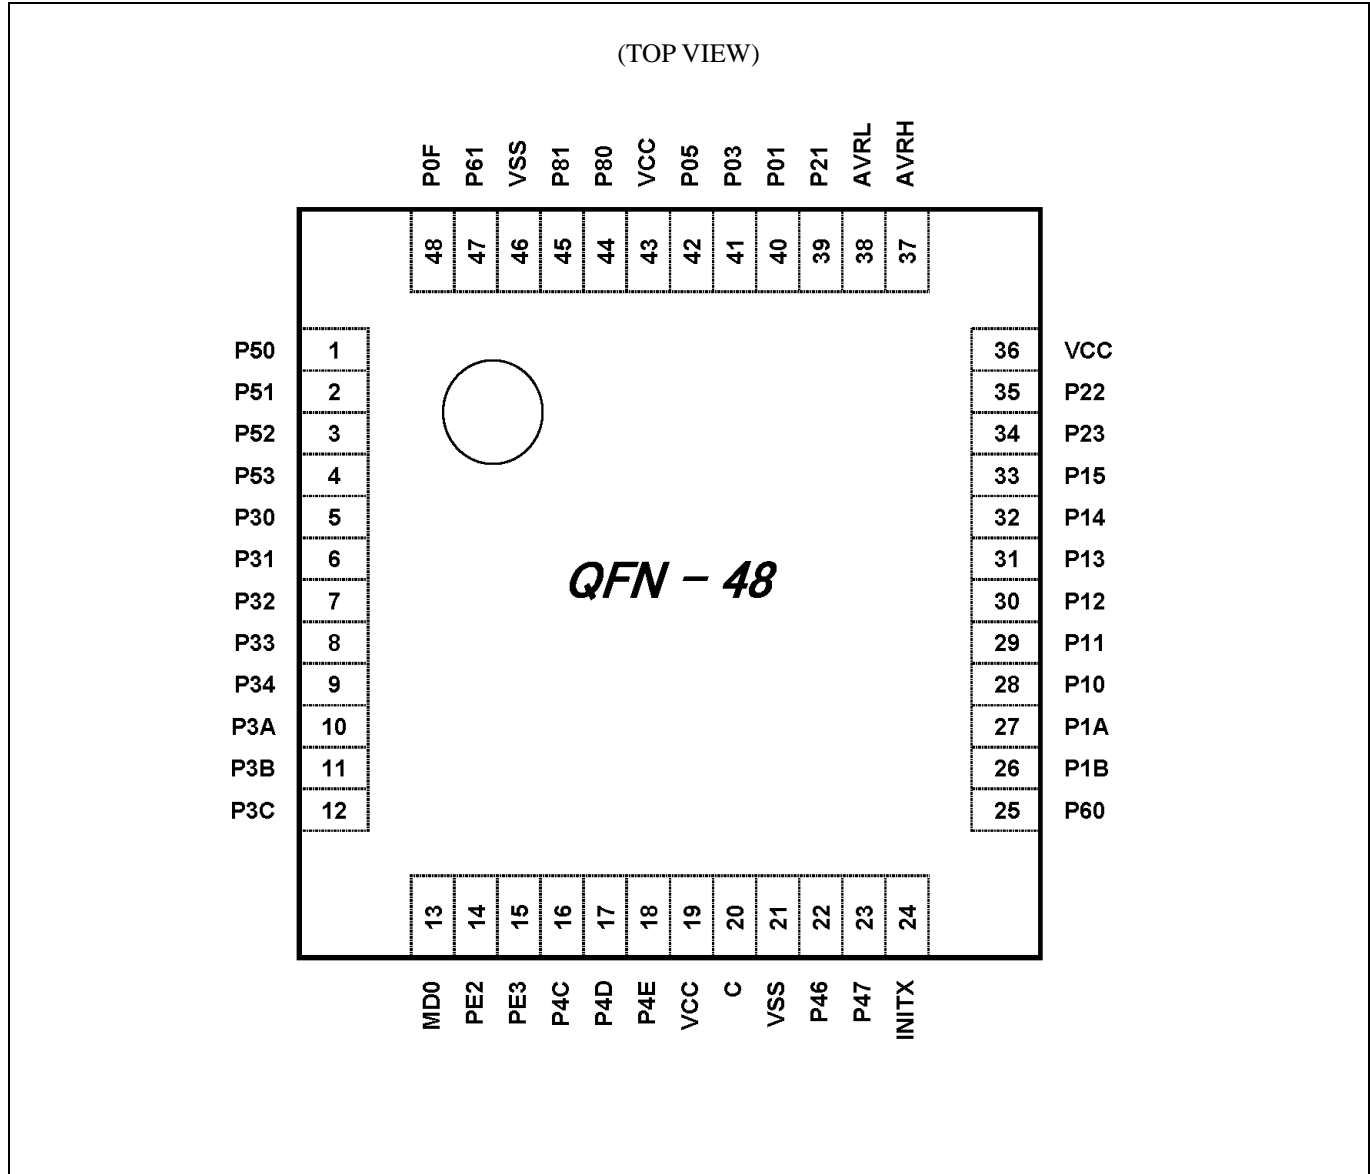 (TOP VIEW)
P0F P61 VSS P81 P80 VCC P05 P03 P01 P21 AVRL AVRH
48 47 46 45 44 43 42 41 40 39 38 37
P50 1 36 VCC
P51 2 35 P22
P52 3 34 P23
P53 4 33 P15
P30 5 32 P14
P31 6 31 P13
P32 7 30 P12
P33 8 29 P11
P34 9 28 P10
P3A 10 27 P1A
P3B 11 26 P1B
P3C 12 25 P60
QFN - 48
13 14 15 16 17 18 19 20 21 22 23 24
MD0 PE2 PE3 P4C P4D P4E VCC C VSS P46 P47 INITX